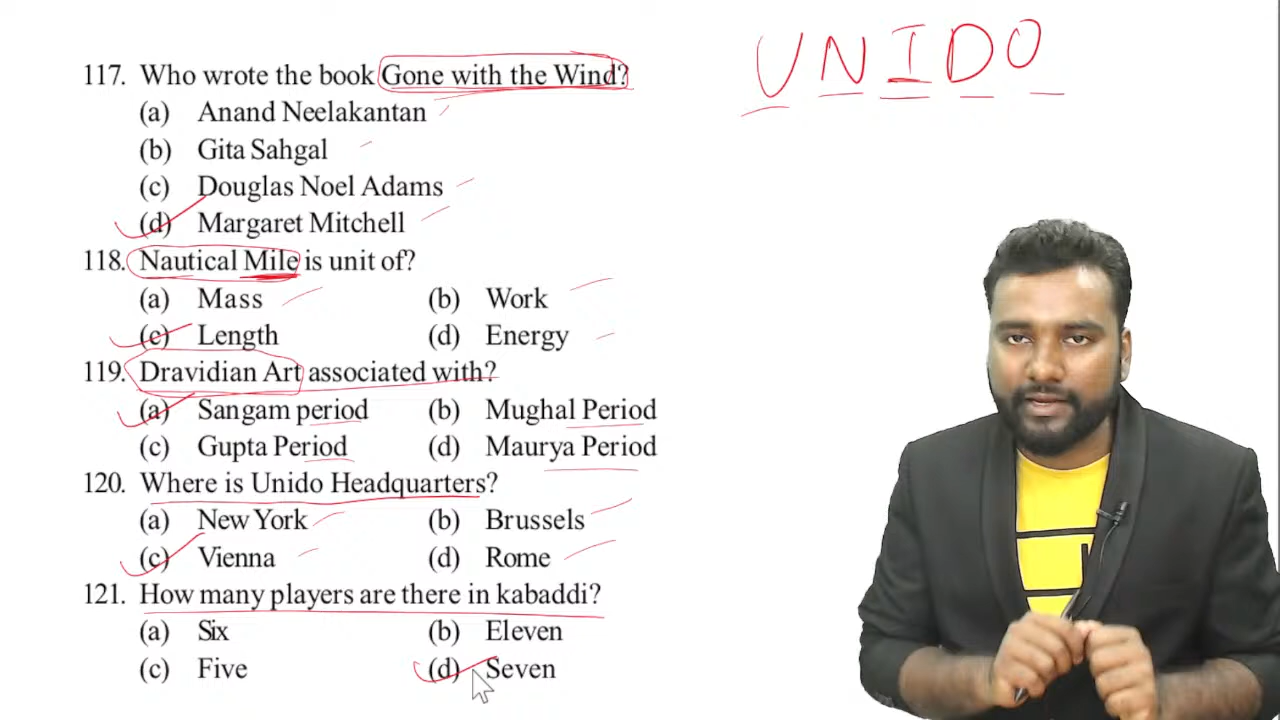 UNIDO
117. Who wrote the book Gone with the Wind?
(a) Anand Neelakantan
(b) Gita Sahgal
(c) Douglas Noel Adams
(d) Margaret Mitchell
118. Nautical Mile is unit of?
(a) Mass (b) Work
(c) Length (d) Energy
119. Dravidian Art associated with?
(a) Sangam period (b) Mughal Period
(c) Gupta Period (d) Maurya Period
120. Where is Unido Headquarters?
(a) New York (b) Brussels
(c) Vienna (d) Rome
121. How many players are there in kabaddi?
(a) Six (b) Eleven
(c) Five (d) Seven